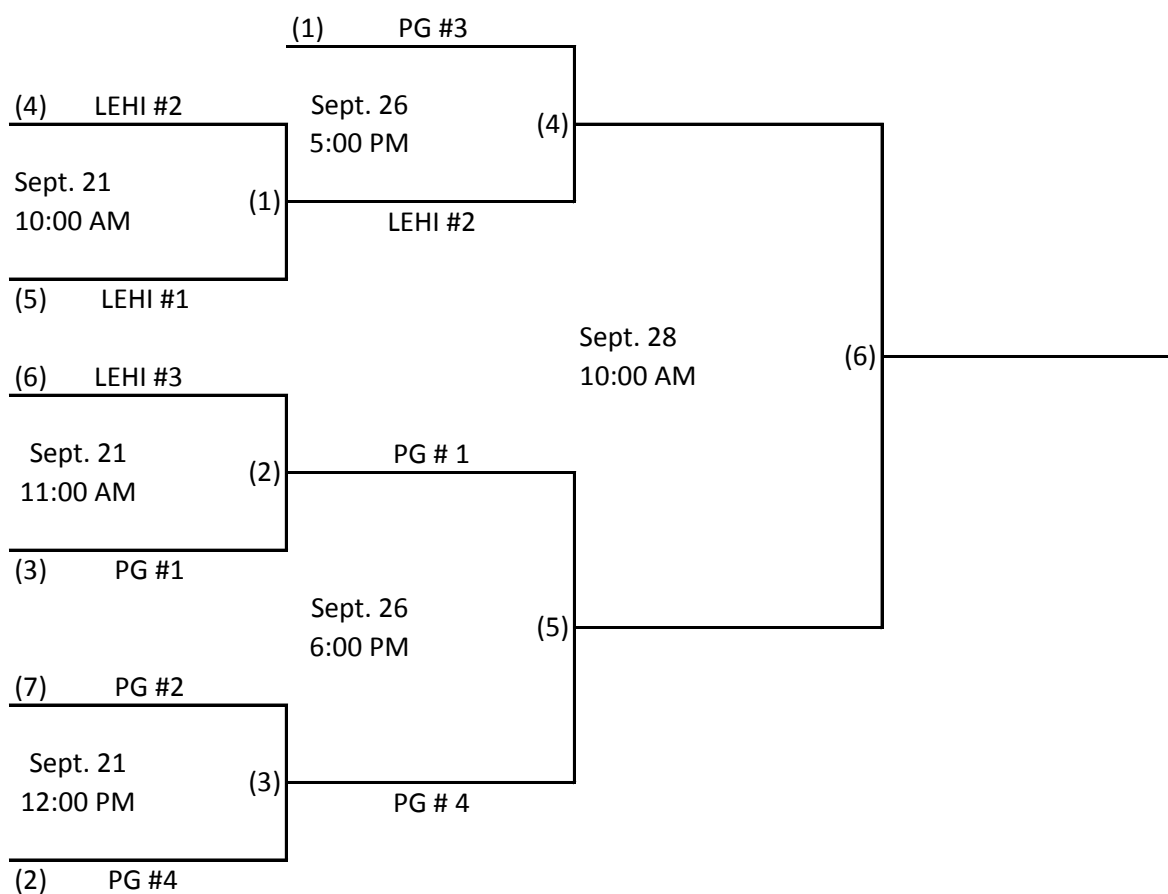 (1) PG #3
(4) LEHI #2
Sept. 26
5:00 PM
(4)
Sept. 21
10:00 AM
(1)
LEHI #2
(5) LEHI #1
Sept. 28
10:00 AM
(6)
(6) LEHI #3
Sept. 21
11:00 AM
(2)
PG # 1
(3) PG #1
Sept. 26
6:00 PM
(5)
(7) PG #2
Sept. 21
12:00 PM
(3)
PG # 4
(2) PG #4